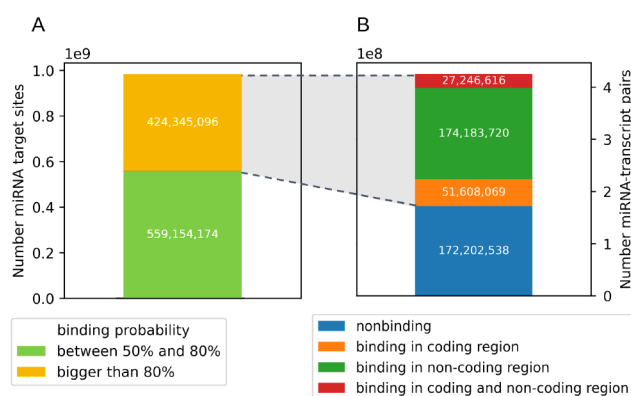 A
B
1e9
1e8
Number miRNA target sites
1.0
0.8
0.6
0.4
0.2
0.0
424,345,096
559,154,174
27,246,616
174,183,720
51,608,069
172,202,538
4
3
2
1
0
Number miRNA-transcript pairs
binding probability
between 50% and 80%
bigger than 80%
nonbinding
binding in coding region
binding in non-coding region
binding in coding and non-coding region